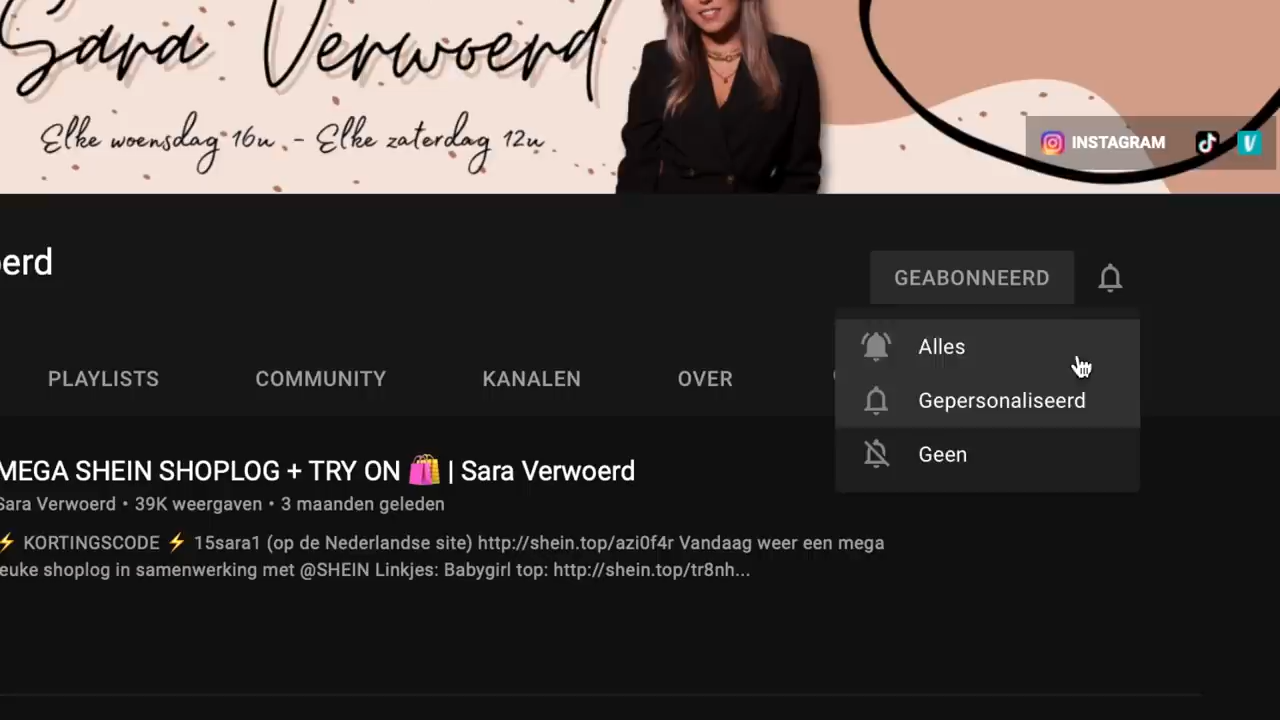 Sara Verwoerd
Elke woensdag 16u. - Elke zaterdag 12u.
INSTAGRAM
oerd
GEABONNEERD
PLAYLISTS COMMUNITY KANALEN OVER
Alles
Gepersonaliseerd
Geen
MEGA SHEIN SHOPLOG + TRY ON 🛍️ | Sara Verwoerd
Sara Verwoerd • 39K weergaven • 3 maanden geleden
⚡ KORTINGSCODE ⚡ 15sara1 (op de Nederlandse site) http://shein.top/azi0f4r Vandaag weer een mega
euke shoplog in samenwerking met @SHEIN Linkjes: Babygirl top: http://shein.top/tr8nh...